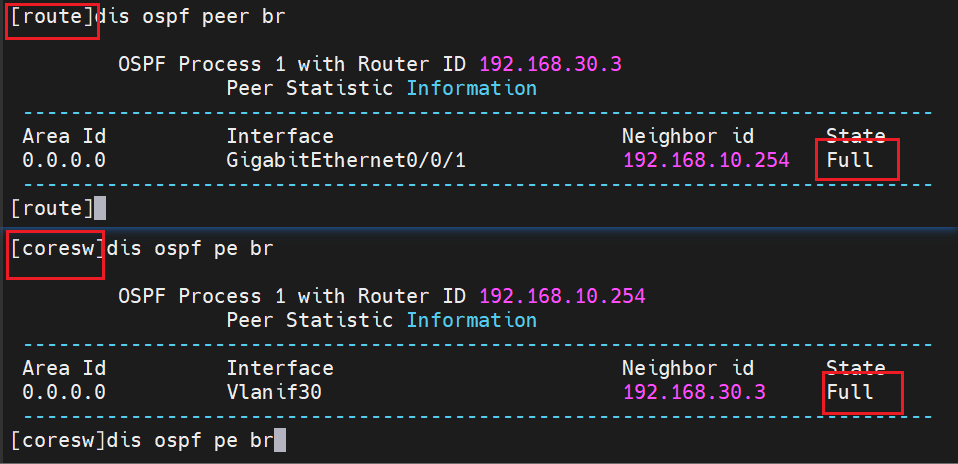 [route]dis ospf peer br
OSPF Process 1 with Router ID 192.168.30.3
Peer Statistic Information
----------------------------------------------------------------------------
Area Id Interface Neighbor id State
0.0.0.0 GigabitEthernet0/0/1 192.168.10.254 Full
----------------------------------------------------------------------------
[route]
[coresw]dis ospf pe br
OSPF Process 1 with Router ID 192.168.10.254
Peer Statistic Information
----------------------------------------------------------------------------
Area Id Interface Neighbor id State
0.0.0.0 Vlanif30 192.168.30.3 Full
----------------------------------------------------------------------------
[coresw]dis ospf pe br